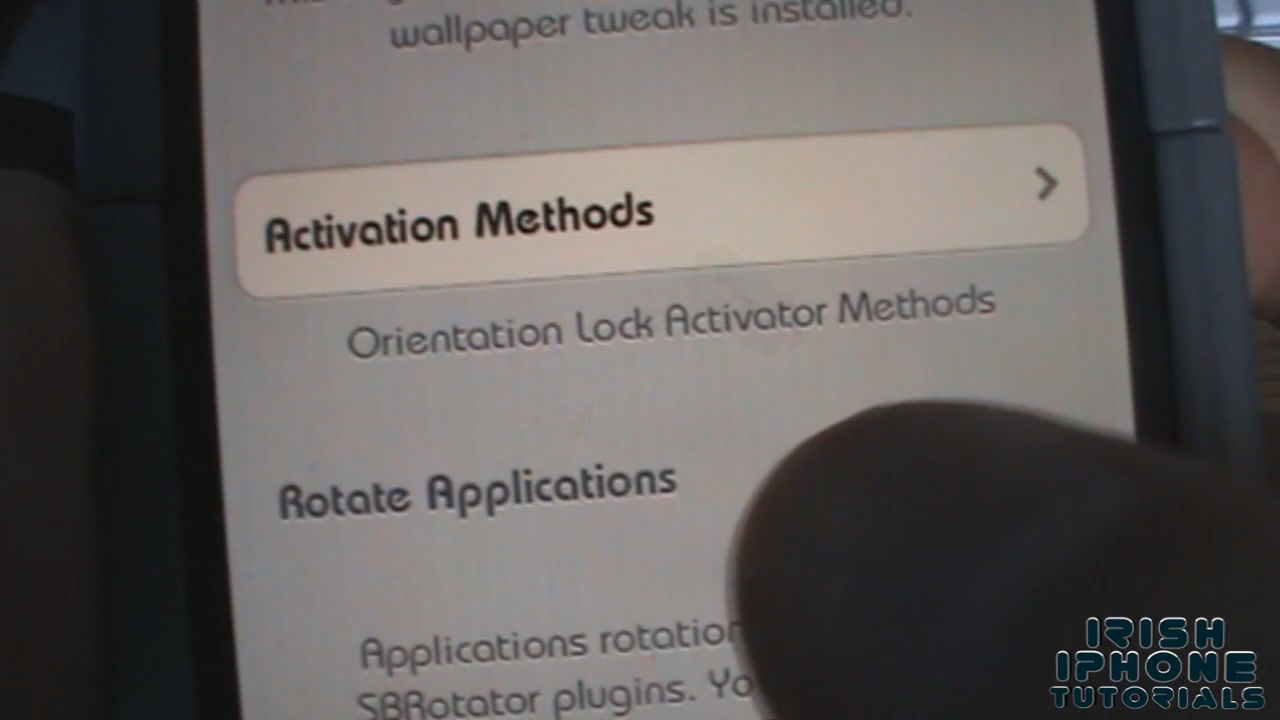 wallpaper tweak is installed.
Activation Methods
Orientation Lock Activator Methods
Rotate Applications
Applications rotation
SBRotator plugins.
IRISH
IPHONE
TUTORIALS